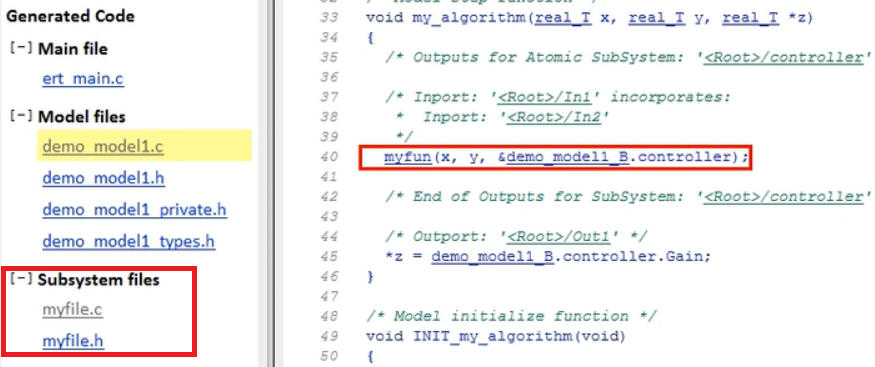 Generated Code
[-] Main file
ert_main.c
[-] Model files
demo_model1.c
demo_model1.h
demo_model1_private.h
demo_model1_types.h
[-] Subsystem files
myfile.c
myfile.h
33 void my_algorithm(real_T x, real_T y, real_T *z)
34 {
35 /* Outputs for Atomic SubSystem: '<Root>/controller'
36
37 /* Inport: '<Root>/In1' incorporates:
38 * Inport: '<Root>/In2'
39 */
40 myfun(x, y, &demo_model1_B.controller);
41
42 /* End of Outputs for SubSystem: '<Root>/controller'
43
44 /* Outport: '<Root>/Out1' */
45 *z = demo_model1_B.controller.Gain;
46 }
47
48 /* Model initialize function */
49 void INIT_my_algorithm(void)
50 {